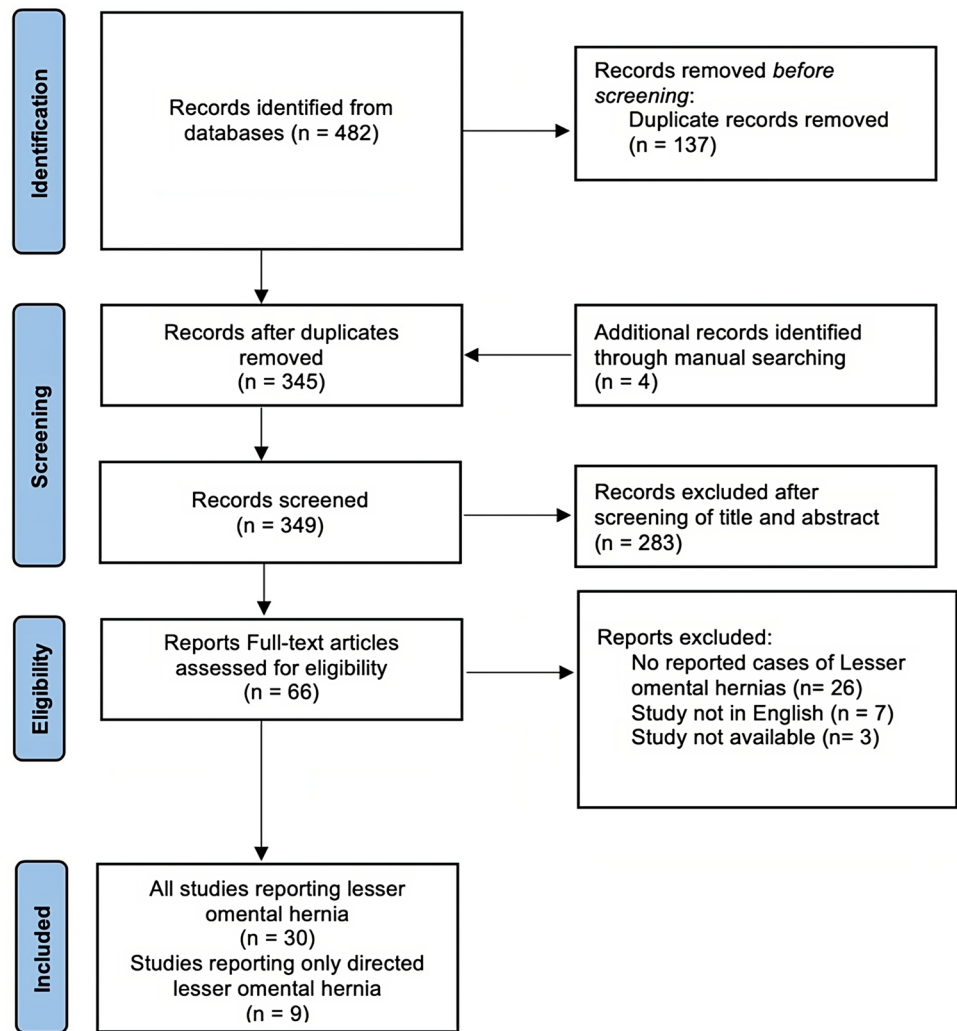 Identification
Records identified from
databases (n = 482)
Records removed before
screening:
Duplicate records removed
(n = 137)
Screening
Records after duplicates
removed
(n = 345)
Additional records identified
through manual searching
(n = 4)
Records screened
(n = 349)
Records excluded after
screening of title and abstract
(n = 283)
Eligibility
Reports Full-text articles
assessed for eligibility
(n = 66)
Reports excluded:
No reported cases of Lesser
omental hernias (n= 26)
Study not in English (n = 7)
Study not available (n= 3)
Included
All studies reporting lesser
omental hernia
(n = 30)
Studies reporting only directed
lesser omental hernia
(n = 9)